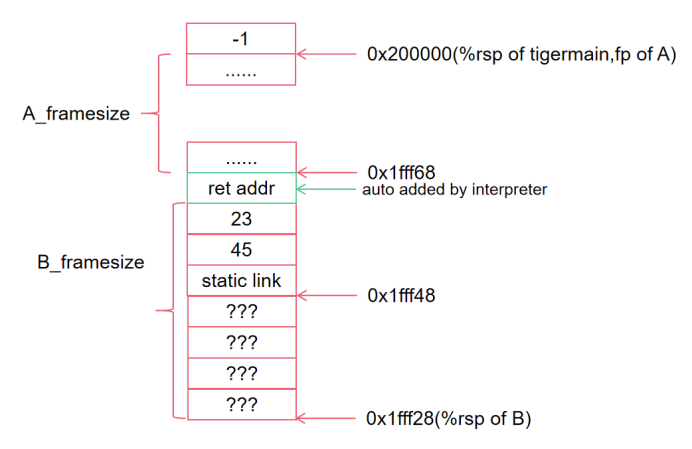 -1
0x200000(%rsp of tigermain,fp of A)
......
A_framesize
......
0x1fff68
ret addr
auto added by interpreter
23
45
B_framesize
static link
0x1fff48
???
???
???
???
0x1fff28(%rsp of B)